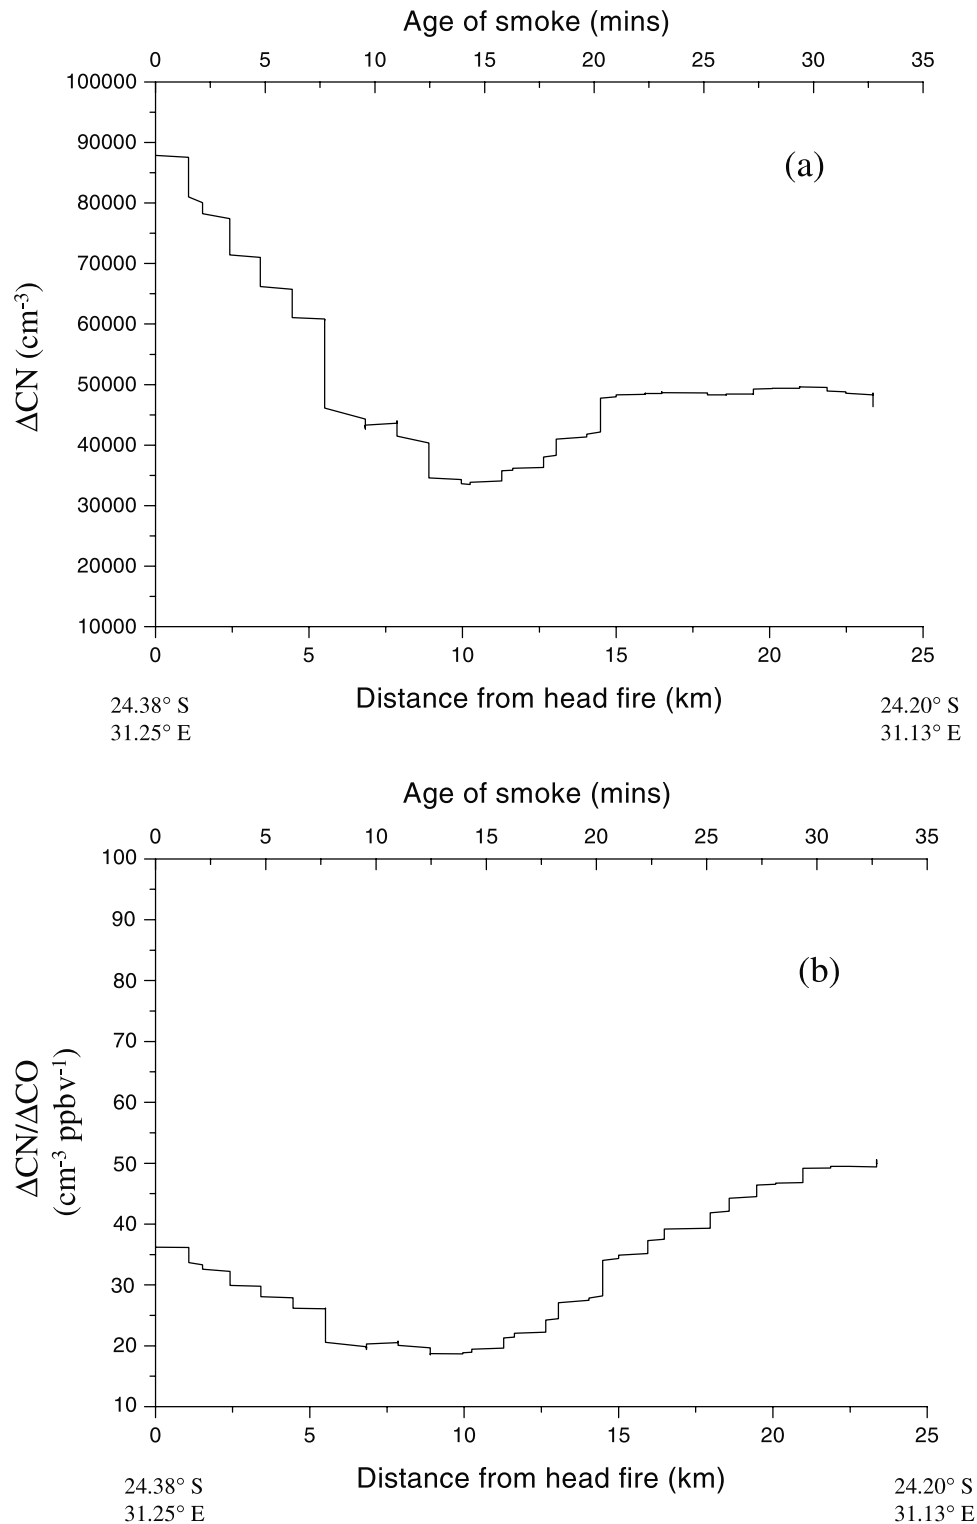 Age of smoke (mins)
0 5 10 15 20 25 30 35
100000
90000
(a)
80000
70000
60000
ΔCN (cm⁻³)
50000
40000
30000
20000
10000
0 5 10 15 20 25
Distance from head fire (km)
24.38° S 24.20° S
31.25° E 31.13° E
Age of smoke (mins)
0 5 10 15 20 25 30 35
100
90
(b)
80
70
60
ΔCN/ΔCO
(cm⁻³ ppbv⁻¹)
50
40
30
20
10
0 5 10 15 20 25
Distance from head fire (km)
24.38° S 24.20° S
31.25° E 31.13° E